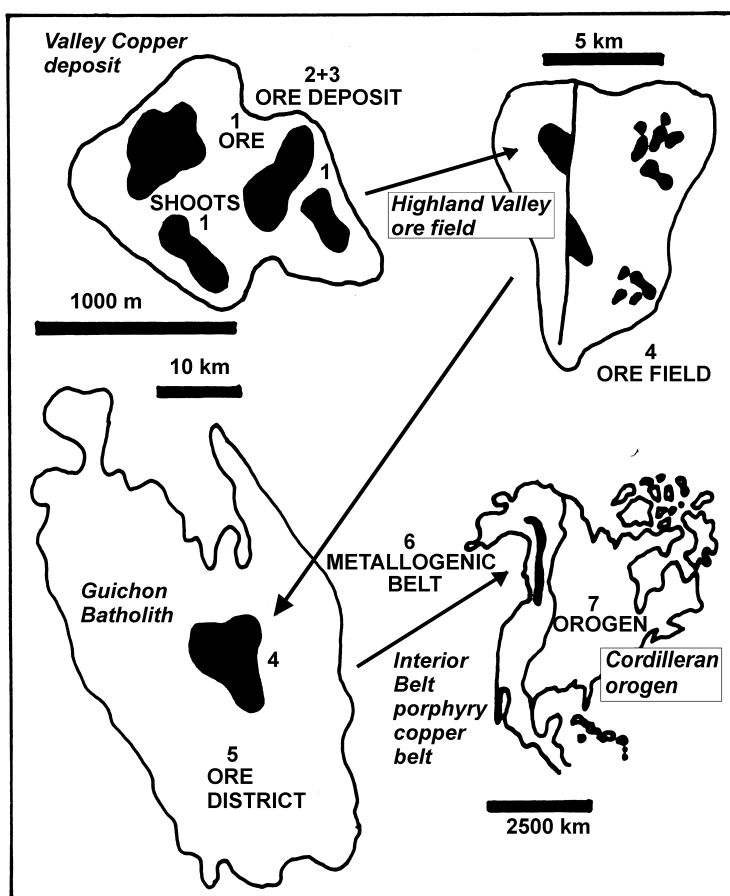 Valley Copper
deposit
2+3
ORE DEPOSIT
1
ORE
SHOOTS
1
1
1000 m
5 km
Highland Valley
ore field
4
ORE FIELD
10 km
Guichon
Batholith
4
5
ORE
DISTRICT
6
METALLOGENIC
BELT
Interior
Belt
porphyry
copper
belt
7
OROGEN
Cordilleran
orogen
2500 km